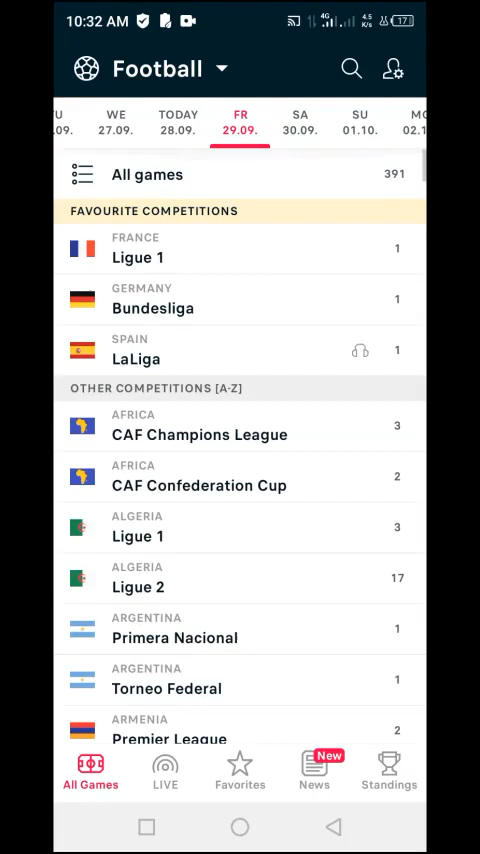 10:32 AM 4G 4.5 K/s 17
Football
TU WE TODAY FR SA SU MO
.09. 27.09. 28.09. 29.09. 30.09. 01.10. 02.1
All games 391
FAVOURITE COMPETITIONS
FRANCE
Ligue 1 1
GERMANY
Bundesliga 1
SPAIN
LaLiga 1
OTHER COMPETITIONS [A-Z]
AFRICA
CAF Champions League 3
AFRICA
CAF Confederation Cup 2
ALGERIA
Ligue 1 3
ALGERIA
Ligue 2 17
ARGENTINA
Primera Nacional 1
ARGENTINA
Torneo Federal 1
ARMENIA
Premier League 2
New
All Games LIVE Favorites News Standings